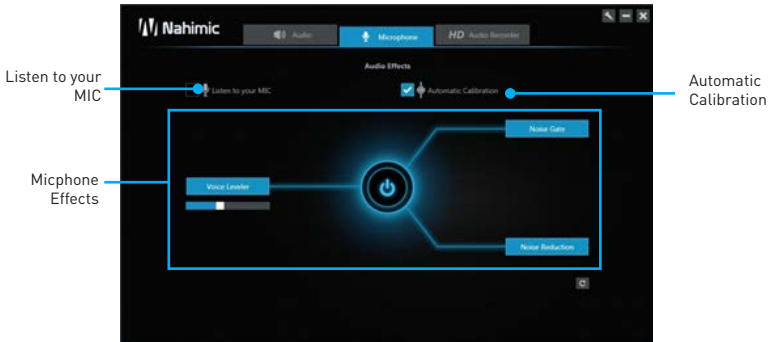 Nahimic
Audio
Microphone
HD Audio Recorder
Audio Effects
Listen to your
MIC
Listen to your MIC
Automatic Calibration
Automatic
Calibration
Noise Gate
Micphone
Effects
Voice Leveler
Noise Reduction